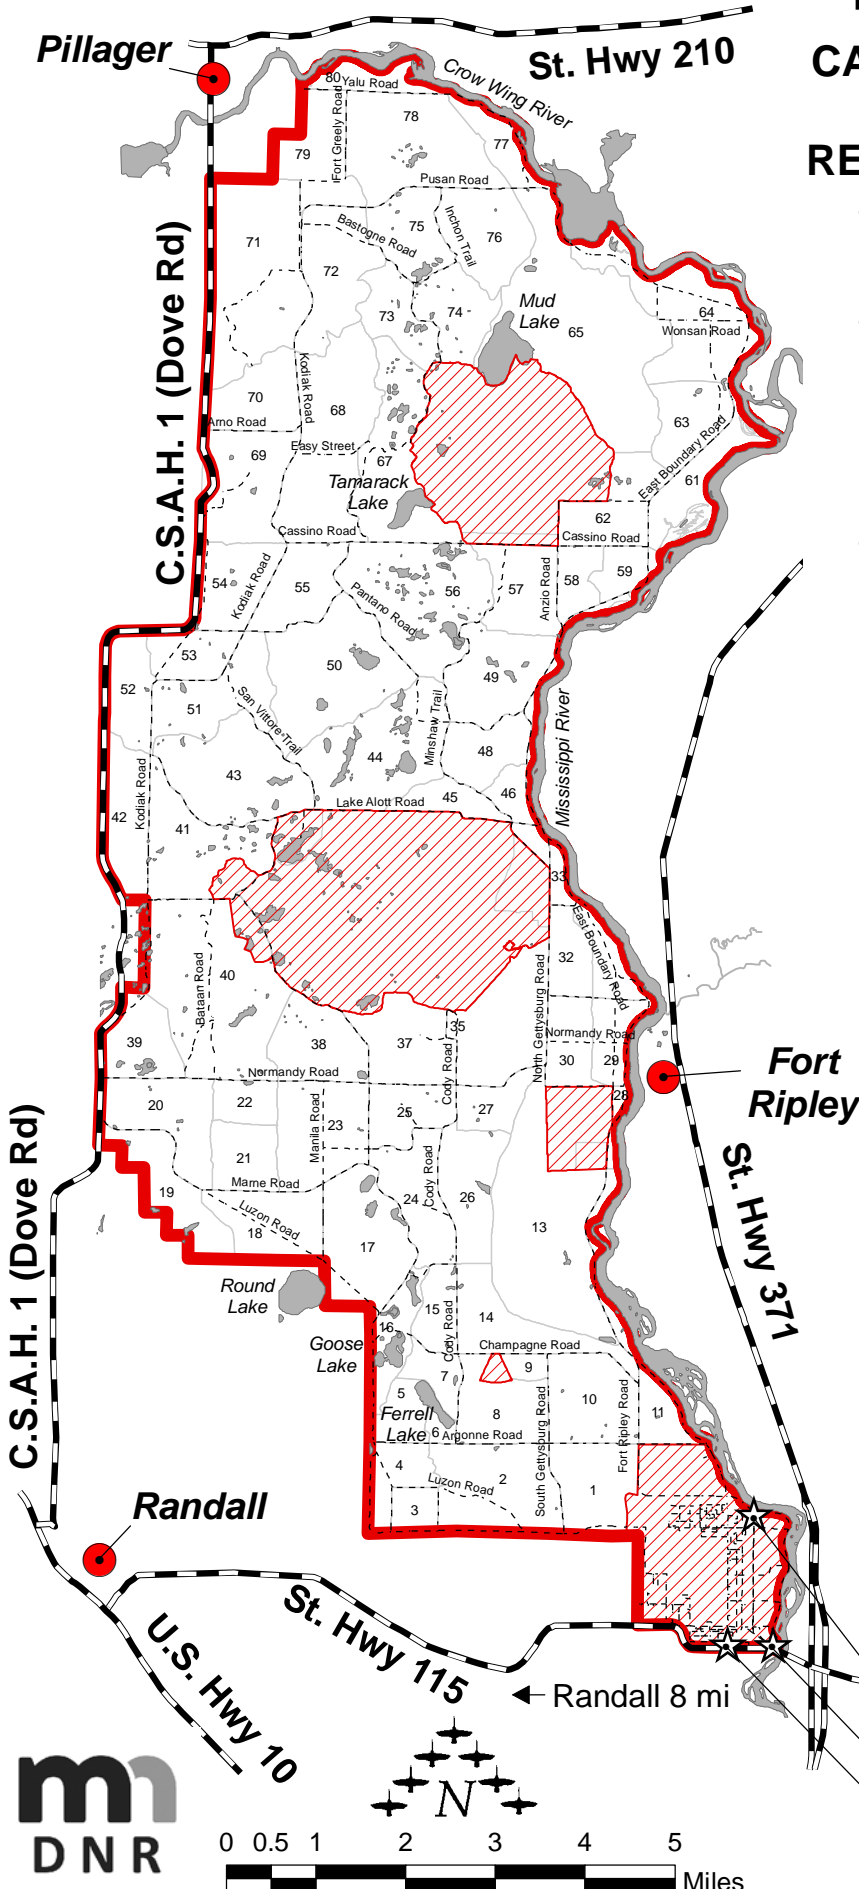 Pillager
St. Hwy 210
CA
RE
Crow Wing River
80
Yalu Road
78
77
79
Fort Greely Road
Pusan Road
71
Bastogne Road
75
Inchon Trail
76
72
C.S.A.H. 1 (Dove Rd)
73
74
Mud
Lake
65
64
Wonsan Road
Kodiak Road
70
68
63
Arno Road
Easy Street
69
67
East Boundary Road
Tamarack
Lake
61
62
Cassino Road
Cassino Road
54
Kodiak Road
55
Pantano Road
56
57
Anzio Road
58
59
53
50
52
51
San Vittore Trail
49
Minshaw Trail
Mississippi River
48
44
43
Kodiak Road
Lake Alott Road
45
46
42
41
33
East Boundary Road
32
40
Bataan Road
North Gettysburg Road
35
39
38
37
Normandy Road
Cody Road
30
29
Normandy Road
Fort
Ripley
28
20
22
Manila Road
23
25
27
21
Marne Road
Cody Road
19
24
26
Luzon Road
18
17
13
St. Hwy 371
C.S.A.H. 1 (Dove Rd)
Round
Lake
15
14
16
Cody Road
Goose
Lake
Champagne Road
7
9
5
10
Ferrell
Lake
8
11
6
Argonne Road
South Gettysburg Road
Fort Ripley Road
4
Luzon Road
2
1
3
Randall
St. Hwy 115
U.S. Hwy 10
Randall 8 mi
N
mn
DNR
0 0.5 1 2 3 4 5
Miles